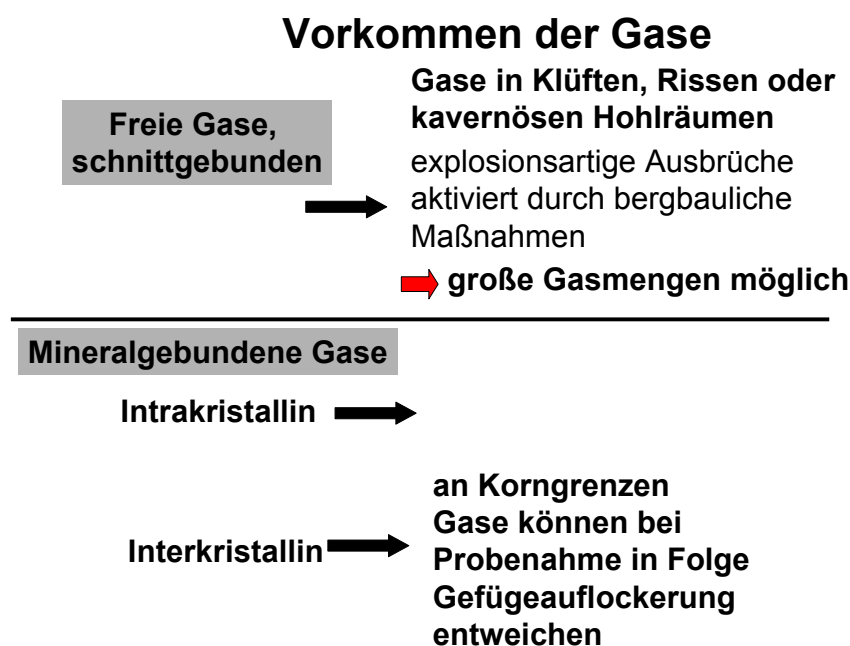 Vorkommen der Gase
Freie Gase,
schnittgebunden
Gase in Klüften, Rissen oder
kavernösen Hohlräumen
explosionsartige Ausbrüche
aktiviert durch bergbauliche
Maßnahmen
große Gasmengen möglich
Mineralgebundene Gase
Intrakristallin
Interkristallin
an Korngrenzen
Gase können bei
Probenahme in Folge
Gefügeauflockerung
entweichen